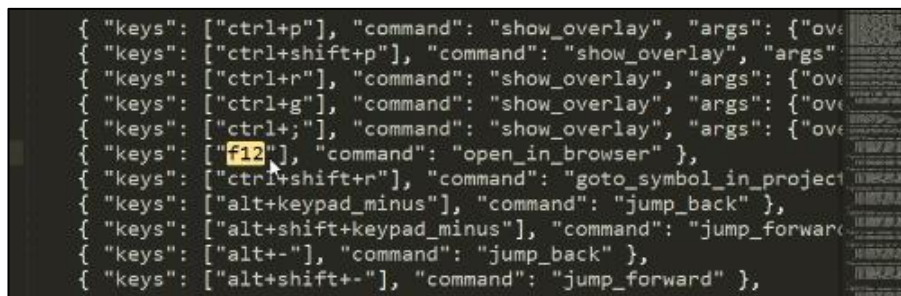 { "keys": ["ctrl+p"], "command": "show_overlay", "args": {"ove
{ "keys": ["ctrl+shift+p"], "command": "show_overlay", "args"
{ "keys": ["ctrl+r"], "command": "show_overlay", "args": {"ove
{ "keys": ["ctrl+g"], "command": "show_overlay", "args": {"ove
{ "keys": ["ctrl+;"], "command": "show_overlay", "args": {"ove
{ "keys": ["f12"], "command": "open_in_browser" },
{ "keys": ["ctrl+shift+r"], "command": "goto_symbol_in_project
{ "keys": ["alt+keypad_minus"], "command": "jump_back" },
{ "keys": ["alt+shift+keypad_minus"], "command": "jump_forward
{ "keys": ["alt+-"], "command": "jump_back" },
{ "keys": ["alt+shift+-"], "command": "jump_forward" },